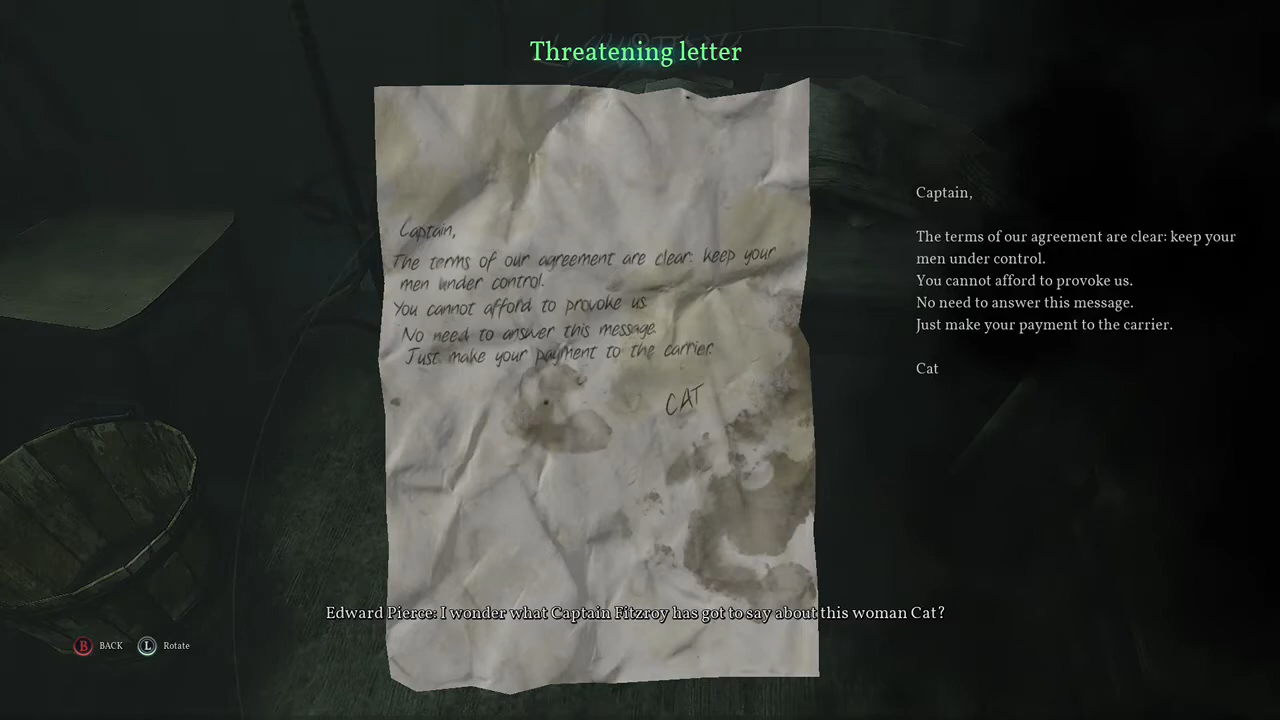 Threatening letter
Captain,
The terms of our agreement are clear: keep your
men under control.
You cannot afford to provoke us.
No need to answer this message.
Just make your payment to the carrier.
CAT
Captain,
The terms of our agreement are clear: keep your
men under control.
You cannot afford to provoke us.
No need to answer this message.
Just make your payment to the carrier.
Cat
Edward Pierce: I wonder what Captain Fitzroy has got to say about this woman Cat?
B BACK L Rotate